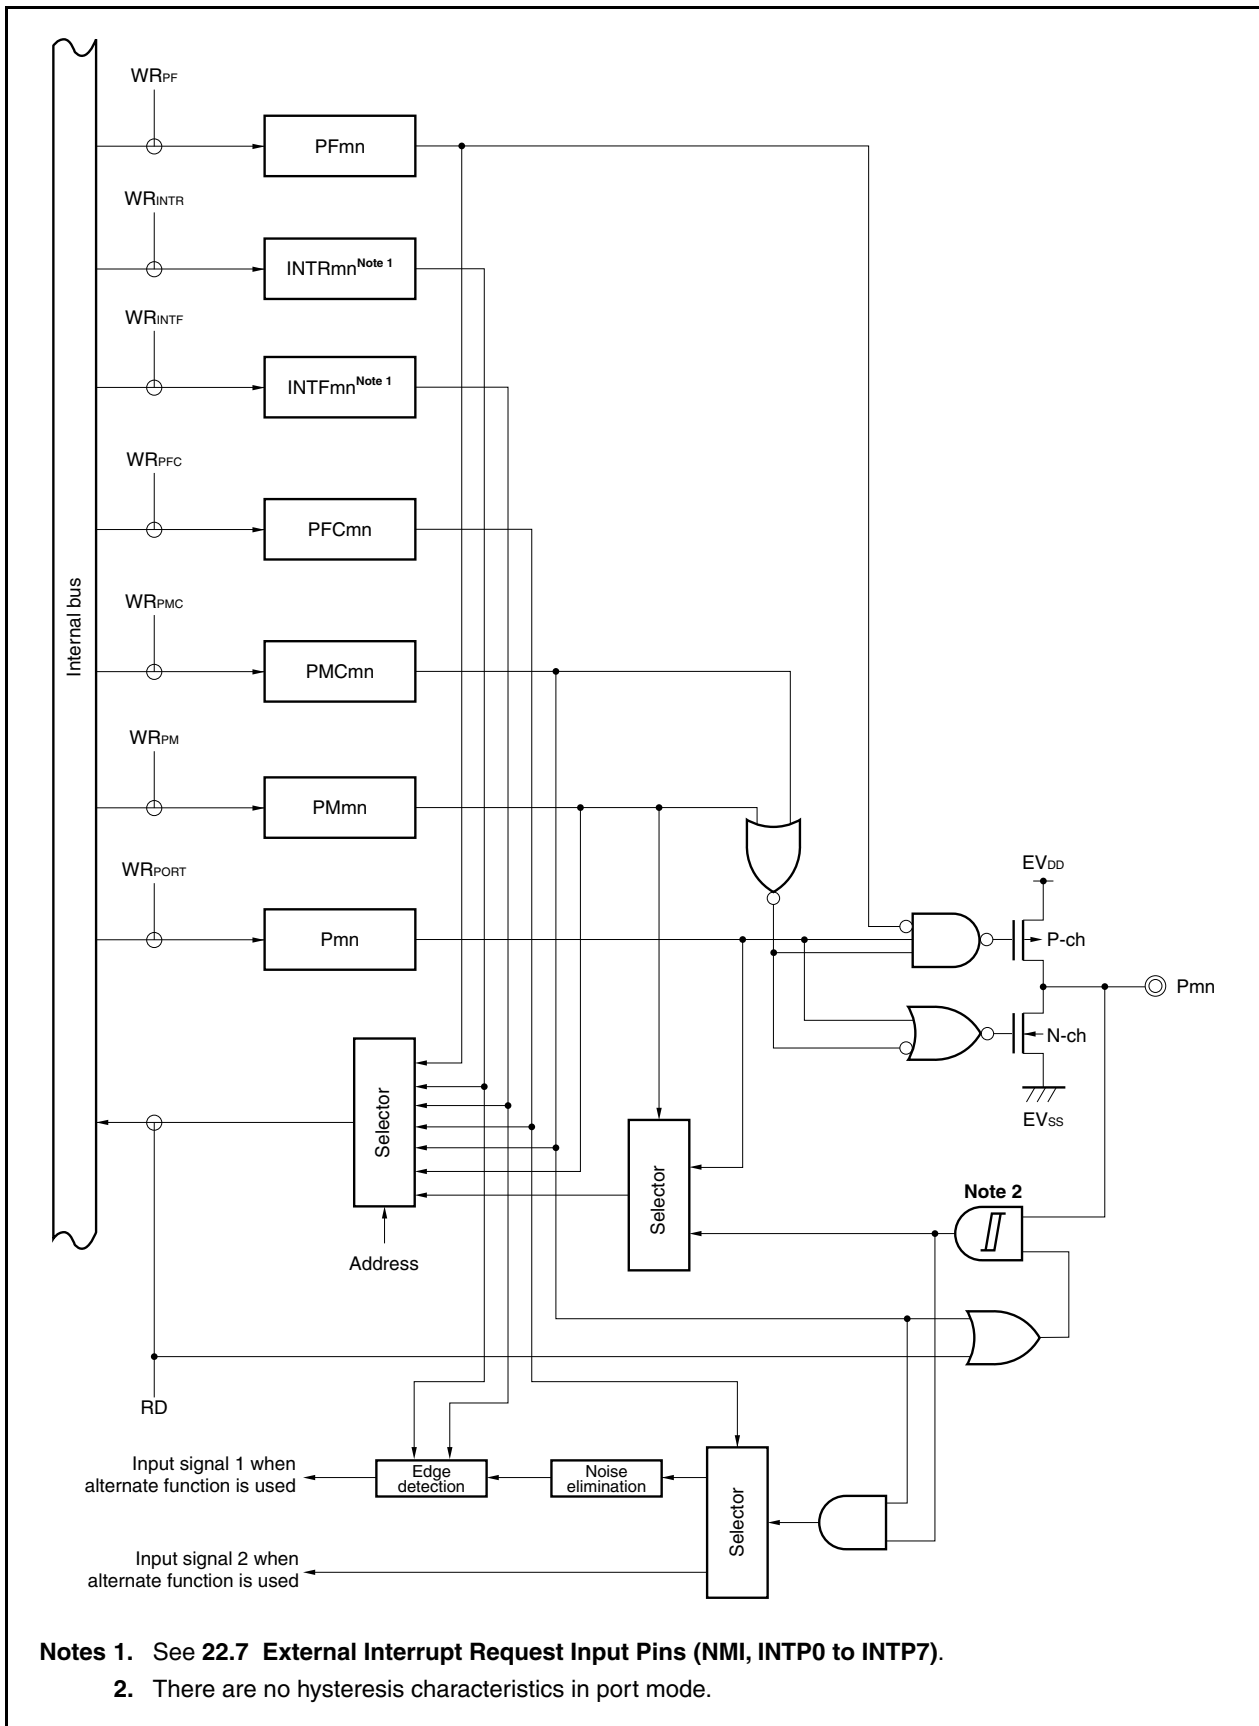 WRPF
PFmn
WRINTR
INTRmnNote 1
WRINTF
INTFmnNote 1
WRPFC
PFCmn
Internal bus
WRPMC
PMCmn
WRPM
PMmn
WRPORT
Pmn
EVDD
P-ch
Pmn
N-ch
EVSS
Selector
Selector
Note 2
Address
RD
Input signal 1 when
alternate function is used
Edge
detection
Noise
elimination
Selector
Input signal 2 when
alternate function is used
Notes 1. See 22.7 External Interrupt Request Input Pins (NMI, INTP0 to INTP7).
2. There are no hysteresis characteristics in port mode.